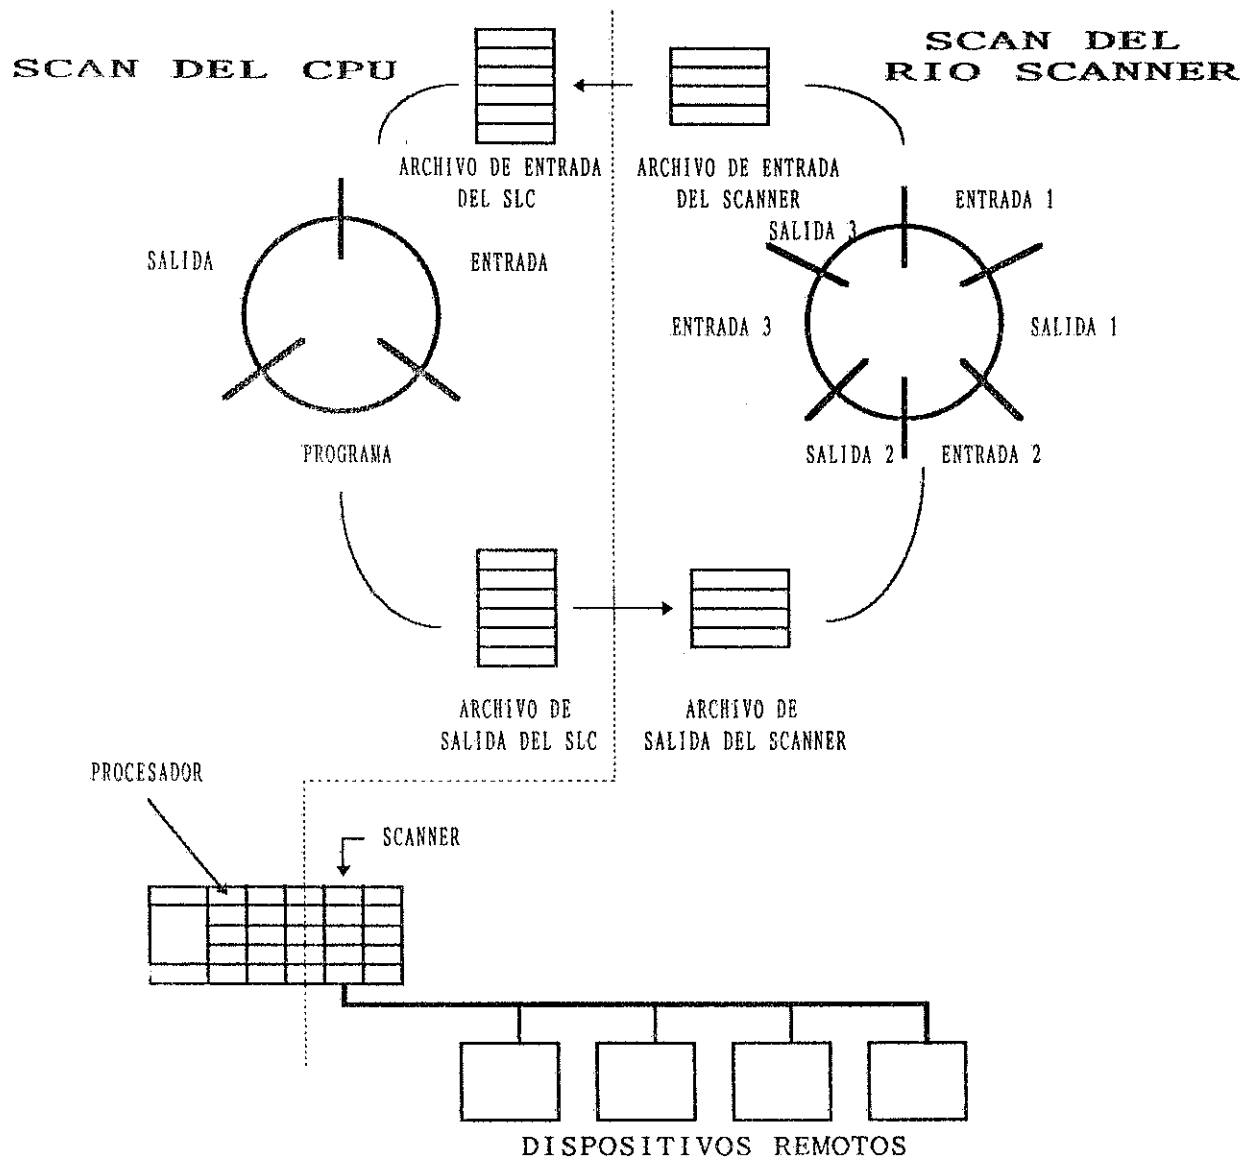 SCAN DEL CPU
SCAN DEL
RIO SCANNER
ARCHIVO DE ENTRADA
DEL SLC
ARCHIVO DE ENTRADA
DEL SCANNER
SALIDA
ENTRADA
PROGRAMA
ENTRADA 1
SALIDA 3
ENTRADA 3
SALIDA 1
SALIDA 2
ENTRADA 2
ARCHIVO DE
SALIDA DEL SLC
ARCHIVO DE
SALIDA DEL SCANNER
PROCESADOR
SCANNER
DISPOSITIVOS REMOTOS